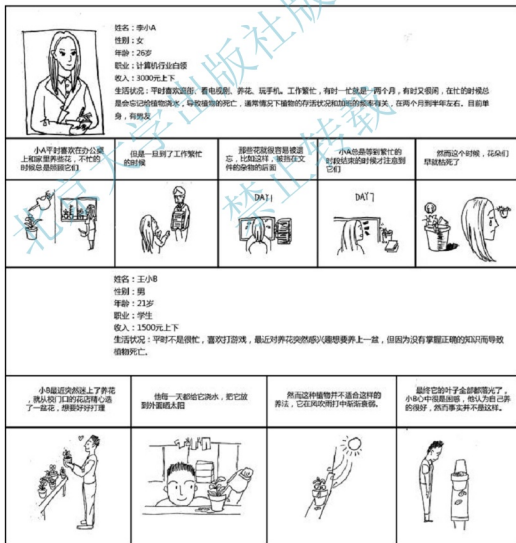 姓名：李小A
性别：女
年龄：26岁
职业：计算机行业白领
收入：3000元上下
生活状况：平时喜欢逛街、看电视剧、养花、玩手机。工作繁忙，有时一忙就是一两个月，有时又很闲，在忙的时候总
是会忘记给植物浇水，导致植物的死亡，通常情况下植物的存活状况和加班的频率有关，在两个月到半年左右。目前单
身，有男友
小A平时喜欢在办公桌
上和家里养些花，不忙的
时候总是照顾它们
但是一旦到了工作繁忙
的时候
那些花就很容易被遗
忘，比如这样，被挡在文
件的杂物的后面
小A总是等到繁忙的
时段结束的时候才注意到
它们
然而这个时候，花朵们
早就枯死了
DAY1
DAY7
姓名：王小B
性别：男
年龄：21岁
职业：学生
收入：1500元上下
生活状况：平时不是很忙，喜欢打游戏，最近对养花突然感兴趣想要养上一盆，但因为没有掌握正确的知识而导致
植物死亡。
小B最近突然迷上了养花
，就从校门口的花店精心选
了一盆花，想要好好打理
他每一天都给它浇水，把它放
到外面晒太阳
然而这种植物并不适合这样的
养法，它在风吹雨打中渐渐衰弱。
最终它的叶子全部都落光了，
小B心中很是困惑，他认为自己养
的很好，然而事实并不是这样。
北京大学出版社版权
禁止转载